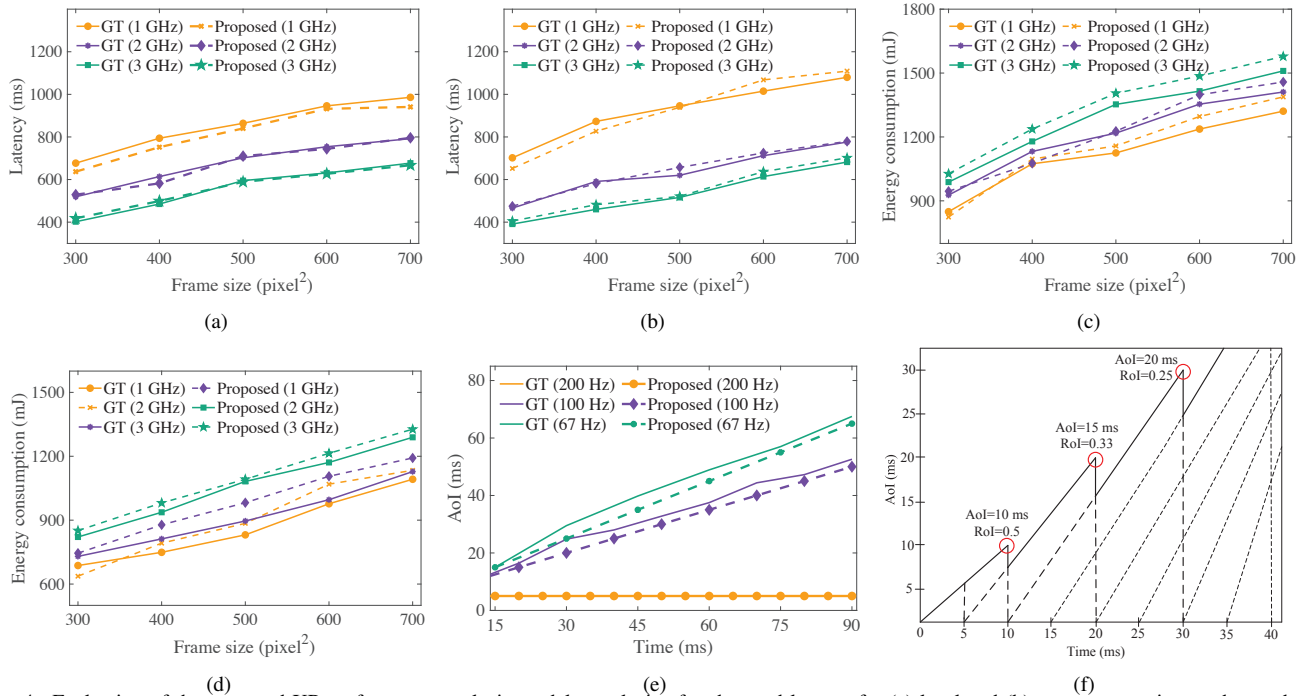 GT (1 GHz) Proposed (1 GHz)
GT (2 GHz) Proposed (2 GHz)
GT (3 GHz) Proposed (3 GHz)
1400
1200
1000
800
600
400
Latency (ms)
300 400 500 600 700
Frame size (pixel²)
(a)
GT (1 GHz) Proposed (1 GHz)
GT (2 GHz) Proposed (2 GHz)
GT (3 GHz) Proposed (3 GHz)
1400
1200
1000
800
600
400
Latency (ms)
300 400 500 600 700
Frame size (pixel²)
(b)
GT (1 GHz) Proposed (1 GHz)
GT (2 GHz) Proposed (2 GHz)
GT (3 GHz) Proposed (3 GHz)
1800
1500
1200
900
Energy consumption (mJ)
300 400 500 600 700
Frame size (pixel²)
(c)
GT (1 GHz) Proposed (1 GHz)
GT (2 GHz) Proposed (2 GHz)
GT (3 GHz) Proposed (3 GHz)
1500
1200
900
600
Energy consumption (mJ)
300 400 500 600 700
Frame size (pixel²)
(d)
GT (200 Hz) Proposed (200 Hz)
GT (100 Hz) Proposed (100 Hz)
GT (67 Hz) Proposed (67 Hz)
80
60
40
20
0
AoI (ms)
15 30 45 60 75 90
Time (ms)
(e)
AoI=20 ms
RoI=0.25
AoI=15 ms
RoI=0.33
AoI=10 ms
RoI=0.5
30
25
20
15
10
5
AoI (ms)
0 5 10 15 20 25 30 35 40
Time (ms)
(f)